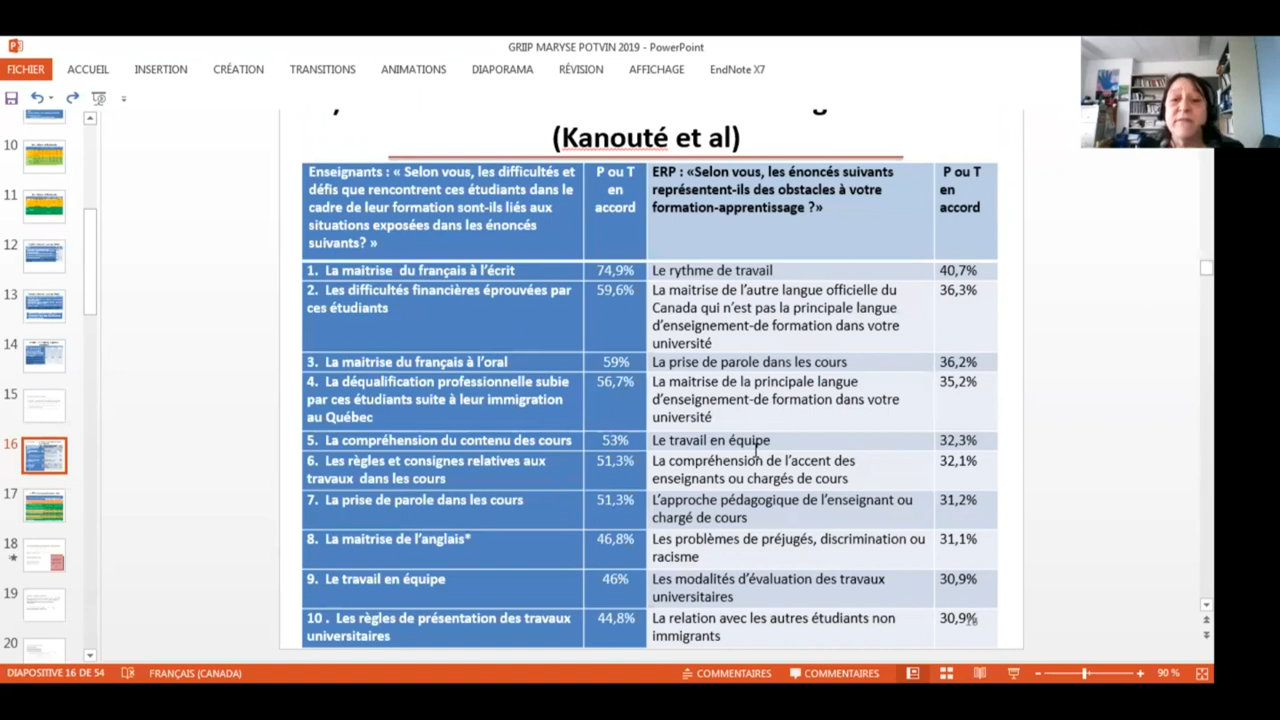 GRIIP MARYSE POTVIN 2019 - PowerPoint
FICHIER ACCUEIL INSERTION CRÉATION TRANSITIONS ANIMATIONS DIAPORAMA RÉVISION AFFICHAGE EndNote X7
(Kanouté et al)
Enseignants : « Selon vous, les difficultés et
défis que rencontrent ces étudiants dans le
cadre de leur formation sont-ils liés aux
situations exposées dans les énoncés
suivants? »
P ou T
en
accord
ERP : «Selon vous, les énoncés suivants
représentent-ils des obstacles à votre
formation-apprentissage ?»
P ou T
en
accord
1. La maitrise du français à l'écrit 74,9% Le rythme de travail 40,7%
2. Les difficultés financières éprouvées par
ces étudiants
59,6%
La maitrise de l'autre langue officielle du
Canada qui n'est pas la principale langue
d'enseignement-de formation dans votre
université
36,3%
3. La maitrise du français à l'oral 59% La prise de parole dans les cours 36,2%
4. La déqualification professionnelle subie
par ces étudiants suite à leur immigration
au Québec
56,7%
La maitrise de la principale langue
d'enseignement-de formation dans votre
université
35,2%
5. La compréhension du contenu des cours 53% Le travail en équipe 32,3%
6. Les règles et consignes relatives aux
travaux dans les cours
51,3%
La compréhension de l'accent des
enseignants ou chargés de cours
32,1%
7. La prise de parole dans les cours 51,3%
L'approche pédagogique de l'enseignant ou
chargé de cours
31,2%
8. La maitrise de l'anglais* 46,8%
Les problèmes de préjugés, discrimination ou
racisme
31,1%
9. Le travail en équipe 46%
Les modalités d'évaluation des travaux
universitaires
30,9%
10 . Les règles de présentation des travaux
universitaires
44,8%
La relation avec les autres étudiants non
immigrants
30,9%
16
10
11
12
13
14
15
16
17
18
19
20
DIAPOSITIVE 16 DE 54 FRANÇAIS (CANADA) COMMENTAIRES COMMENTAIRES 90 %